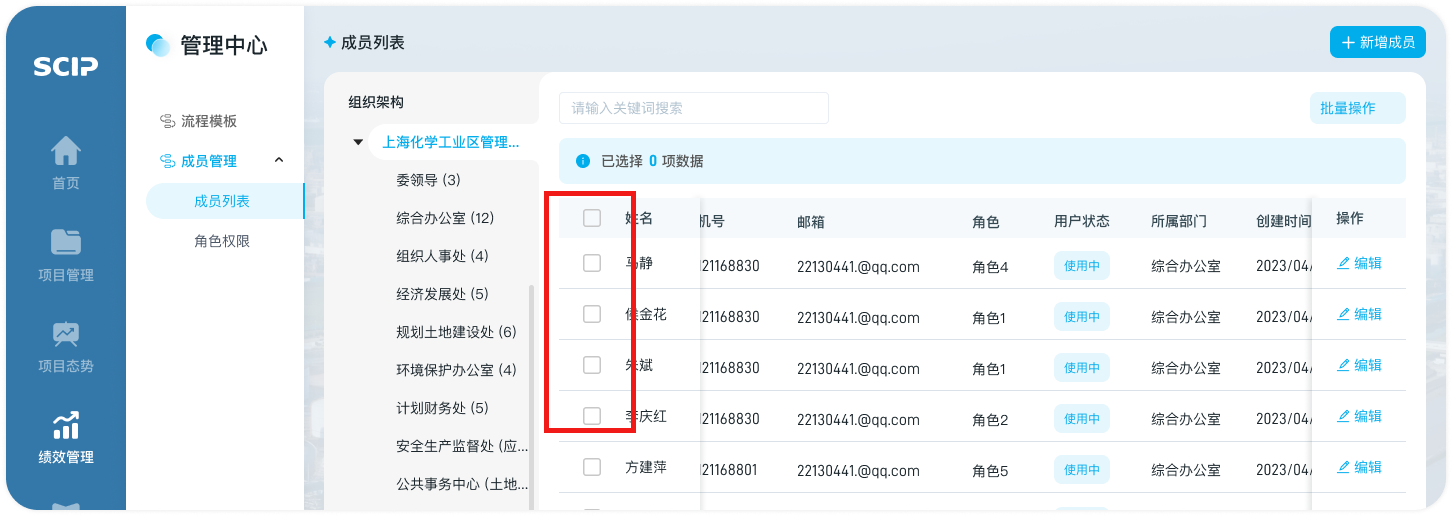 SCIP
首页
项目管理
项目态势
绩效管理
管理中心
流程模板
成员管理
成员列表
角色权限
成员列表
新增成员
组织架构
上海化学工业区管理...
委领导 (3)
综合办公室 (12)
组织人事处 (4)
经济发展处 (5)
规划土地建设处 (6)
环境保护办公室 (4)
计划财务处 (5)
安全生产监督处 (应...
公共事务中心 (土地...
请输入关键词搜索
批量操作
已选择 0 项数据
姓名 机号 邮箱 角色 用户状态 所属部门 创建时间 操作
马静 121168830 22130441.@qq.com 角色4 使用中 综合办公室 2023/04/ 编辑
侯金花 121168830 22130441.@qq.com 角色1 使用中 综合办公室 2023/04/ 编辑
朱斌 121168830 22130441.@qq.com 角色1 使用中 综合办公室 2023/04/ 编辑
李庆红 121168830 22130441.@qq.com 角色2 使用中 综合办公室 2023/04/ 编辑
方建萍 121168801 22130441.@qq.com 角色5 使用中 综合办公室 2023/04/ 编辑